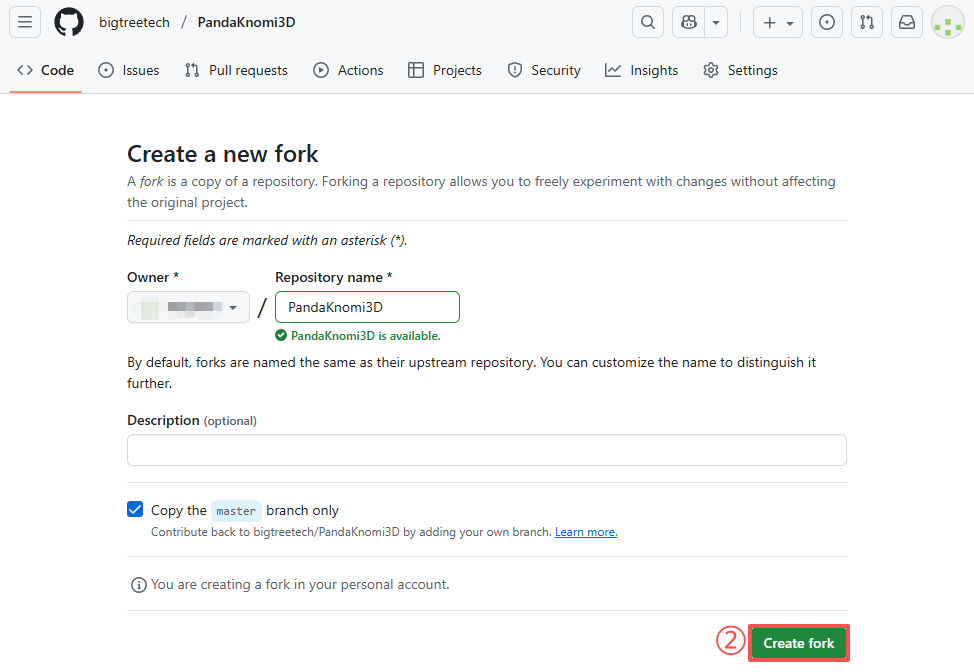 bigtreetech / PandaKnomi3D
Code Issues Pull requests Actions Projects Security Insights Settings
Create a new fork
A fork is a copy of a repository. Forking a repository allows you to freely experiment with changes without affecting
the original project.
Required fields are marked with an asterisk (*).
Owner * Repository name *
/ PandaKnomi3D
PandaKnomi3D is available.
By default, forks are named the same as their upstream repository. You can customize the name to distinguish it
further.
Description (optional)
Copy the master branch only
Contribute back to bigtreetech/PandaKnomi3D by adding your own branch. Learn more.
You are creating a fork in your personal account.
② Create fork